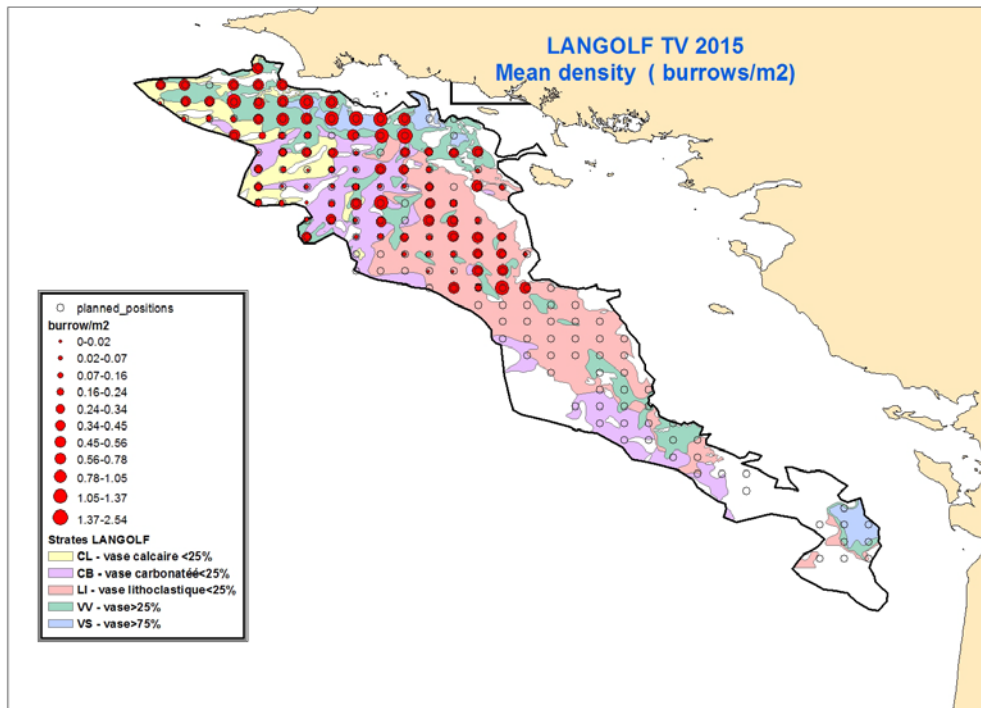 LANGOLF TV 2015
Mean density ( burrows/m2)
planned_positions
burrow/m2
0-0.02
0.02-0.07
0.07-0.16
0.16-0.24
0.24-0.34
0.34-0.45
0.45-0.56
0.56-0.78
0.78-1.05
1.05-1.37
1.37-2.54
Strates LANGOLF
CL - vase calcaire <25%
CB - vase carbonatéé<25%
LI - vase lithoclastique<25%
VV - vase>25%
VS - vase>75%